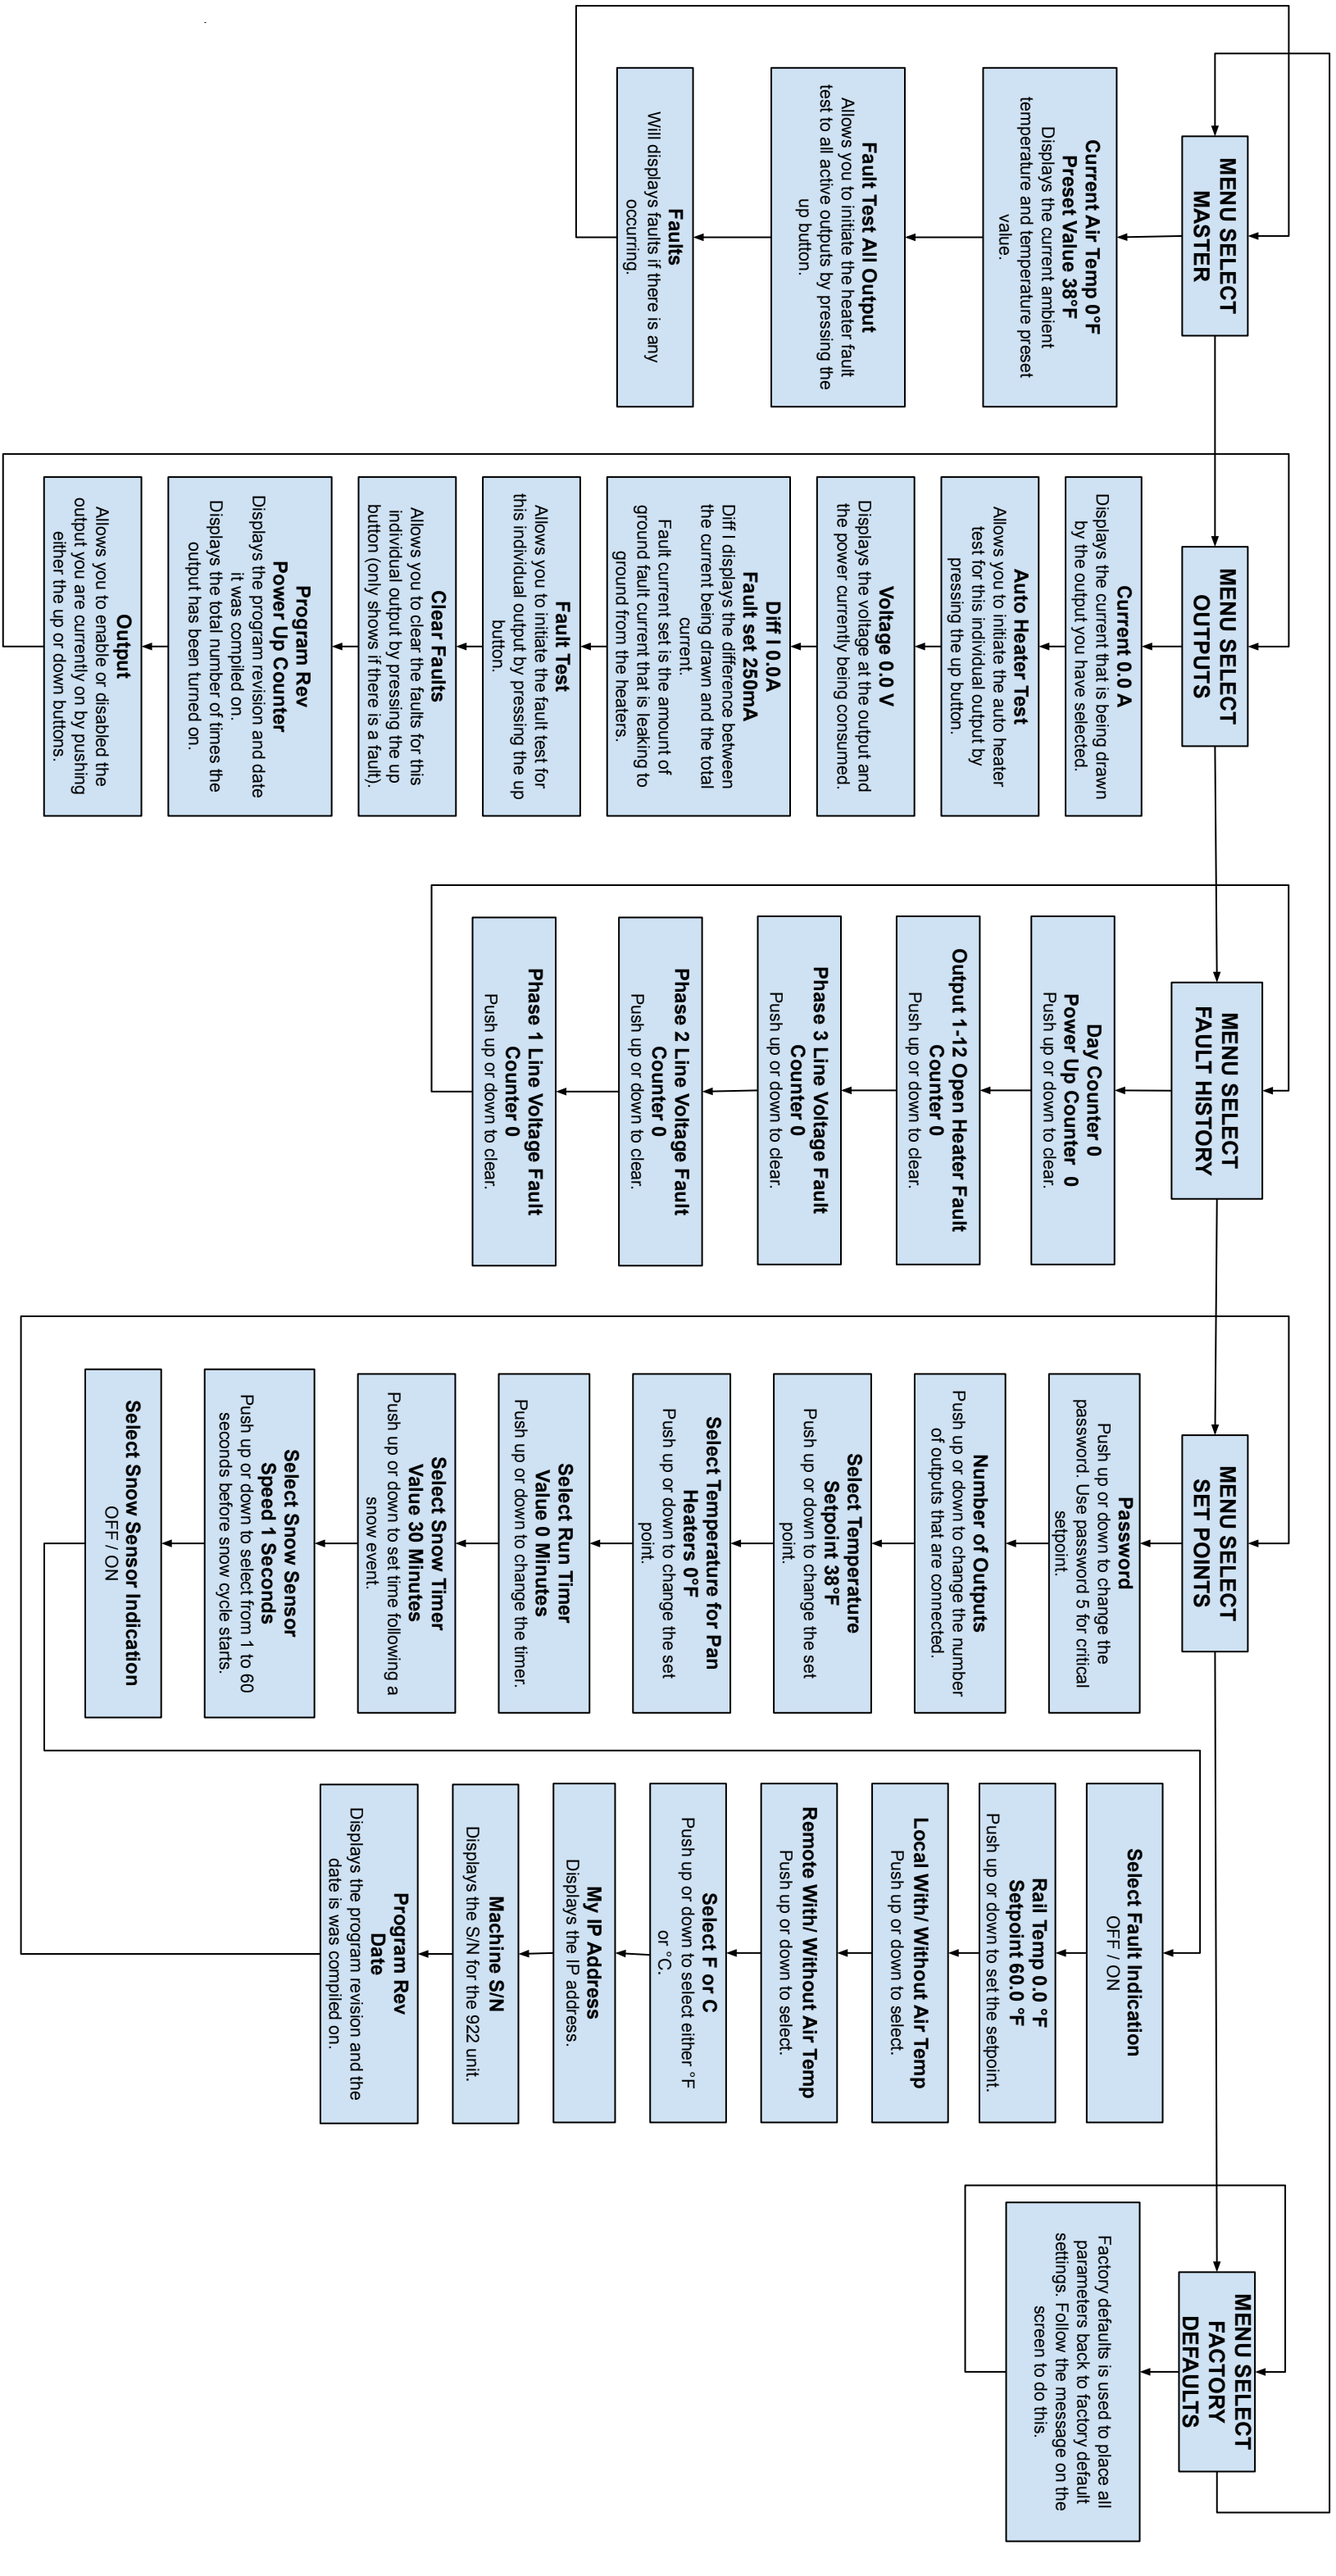 MENU SELECT
MASTER
Current Air Temp 0°F
Preset Value 38°F
Displays the current ambient
temperature and temperature preset
value.
Fault Test All Output
Allows you to initiate the heater fault
test to all active outputs by pressing the
up button.
Faults
Will displays faults if there is any
occurring.
MENU SELECT
OUTPUTS
Current 0.0 A
Displays the current that is being drawn
by the output you have selected.
Auto Heater Test
Allows you to initiate the auto heater
test for this individual output by
pressing the up button.
Voltage 0.0 V
Displays the voltage at the output and
the power currently being consumed.
Diff I 0.0A
Fault set 250mA
Diff I displays the difference between
the current being drawn and the total
current.
Fault current set is the amount of
ground fault current that is leaking to
ground from the heaters.
Fault Test
Allows you to initiate the fault test for
this individual output by pressing the up
button.
Clear Faults
Allows you to clear the faults for this
individual output by pressing the up
button (only shows if there is a fault).
Program Rev
Power Up Counter
Displays the program revision and date
it was compiled on.
Displays the total number of times the
output has been turned on.
Output
Allows you to enable or disabled the
output you are currently on by pushing
either the up or down buttons.
MENU SELECT
FAULT HISTORY
Day Counter 0
Power Up Counter 0
Push up or down to clear.
Output 1-12 Open Heater Fault
Counter 0
Push up or down to clear.
Phase 3 Line Voltage Fault
Counter 0
Push up or down to clear.
Phase 2 Line Voltage Fault
Counter 0
Push up or down to clear.
Phase 1 Line Voltage Fault
Counter 0
Push up or down to clear.
MENU SELECT
SET POINTS
Password
Push up or down to change the
password. Use password 5 for critical
setpoint.
Number of Outputs
Push up or down to change the number
of outputs that are connected.
Select Temperature
Setpoint 38°F
Push up or down to change the set
point.
Select Temperature for Pan
Heaters 0°F
Push up or down to change the set
point.
Select Run Timer
Value 0 Minutes
Push up or down to change the timer.
Select Snow Timer
Value 30 Minutes
Push up or down to set time following a
snow event.
Select Snow Sensor
Speed 1 Seconds
Push up or down to select from 1 to 60
seconds before snow cycle starts.
Select Snow Sensor Indication
OFF / ON
Select Fault Indication
OFF / ON
Rail Temp 0.0 °F
Setpoint 60.0 °F
Push up or down to set the setpoint.
Local With/ Without Air Temp
Push up or down to select.
Remote With/ Without Air Temp
Push up or down to select.
Select F or C
Push up or down to select either °F
or °C.
My IP Address
Displays the IP address.
Machine S/N
Displays the S/N for the 922 unit.
Program Rev
Date
Displays the program revision and the
date is was compiled on.
MENU SELECT
FACTORY
DEFAULTS
Factory defaults is used to place all
parameters back to factory default
settings. Follow the message on the
screen to do this.